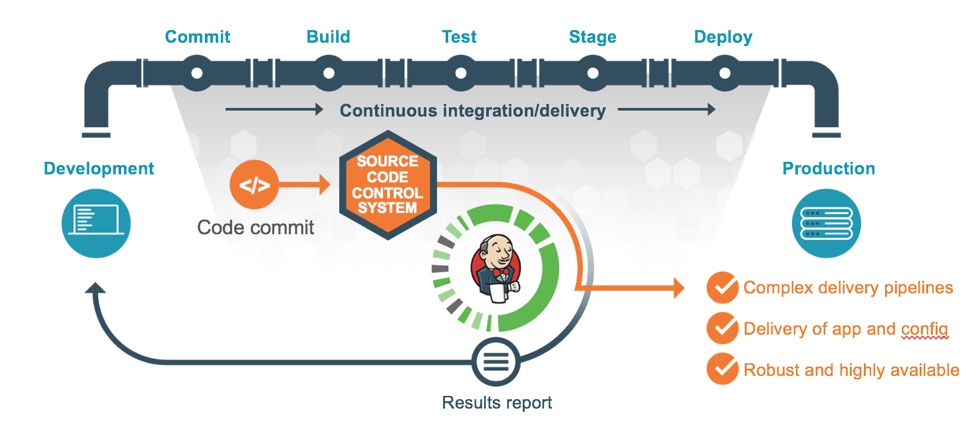 Commit
Build
Test
Stage
Deploy
Continuous integration/delivery
Development
Production
</>
SOURCE
CODE
CONTROL
SYSTEM
Code commit
Complex delivery pipelines
Delivery of app and config
Robust and highly available
Results report